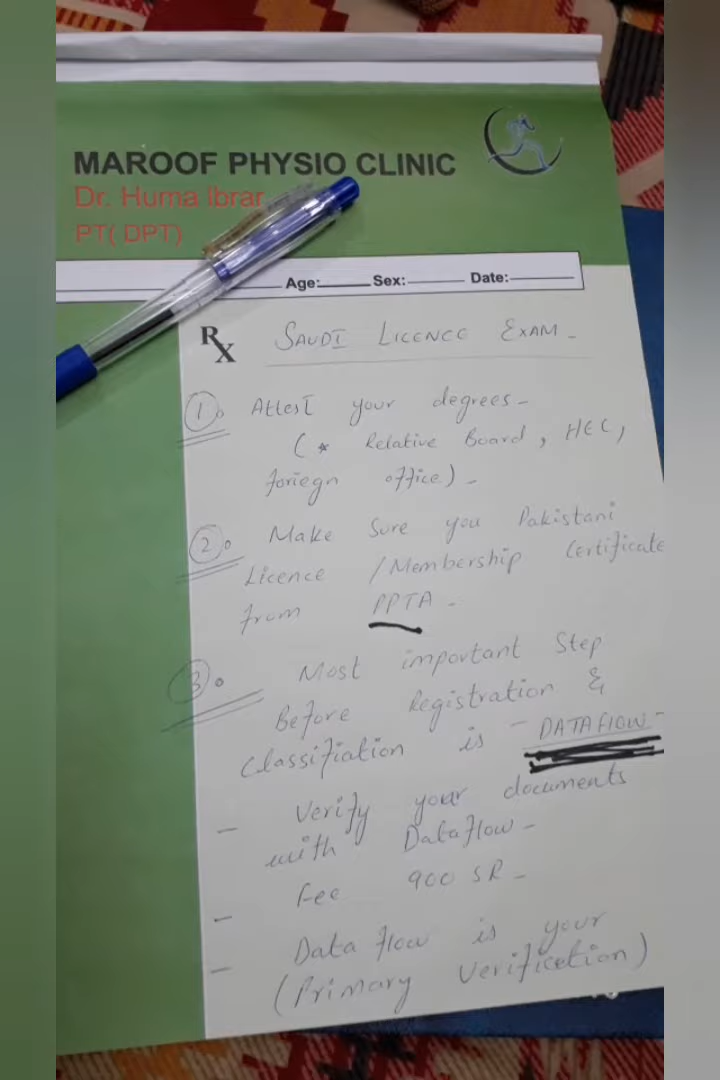 MAROOF PHYSIO CLINIC
Dr. Huma Ibrar
PT( DPT)
Age: Sex: Date:
Rx SAUDI LICENCE EXAM -
1. Attest your degrees -
( * Relative Board, HEC,
foriegn office) -
2. Make Sure you Pakistani
Licence / Membership Certificate
from PPTA -
3. Most important Step
Before Registration &
Classifiation is - DATAFLOW -
- Verify your documents
with Dataflow -
- Fee 900 SR -
- Data flow is your
(Primary Verificetion)